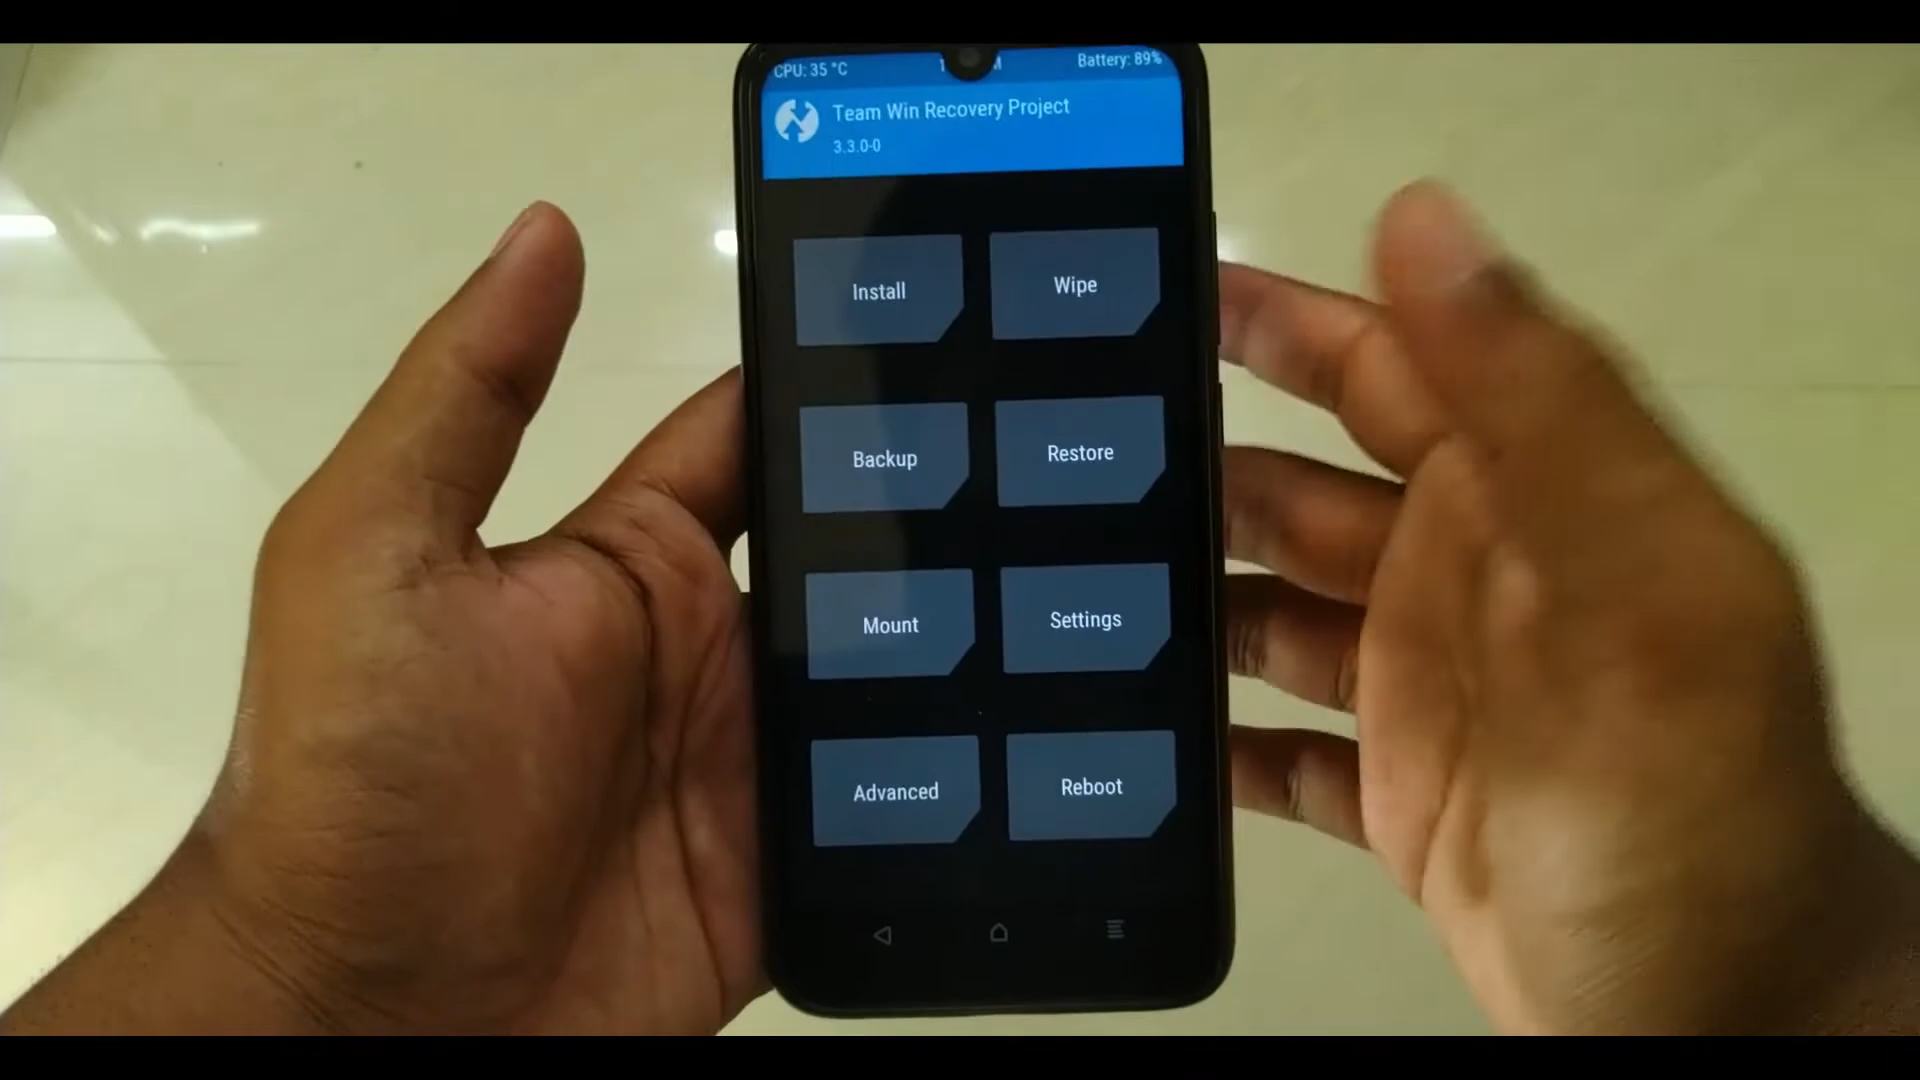 CPU: 35 °C
Battery: 89%
Team Win Recovery Project
3.3.0-0
Install
Wipe
Backup
Restore
Mount
Settings
Advanced
Reboot